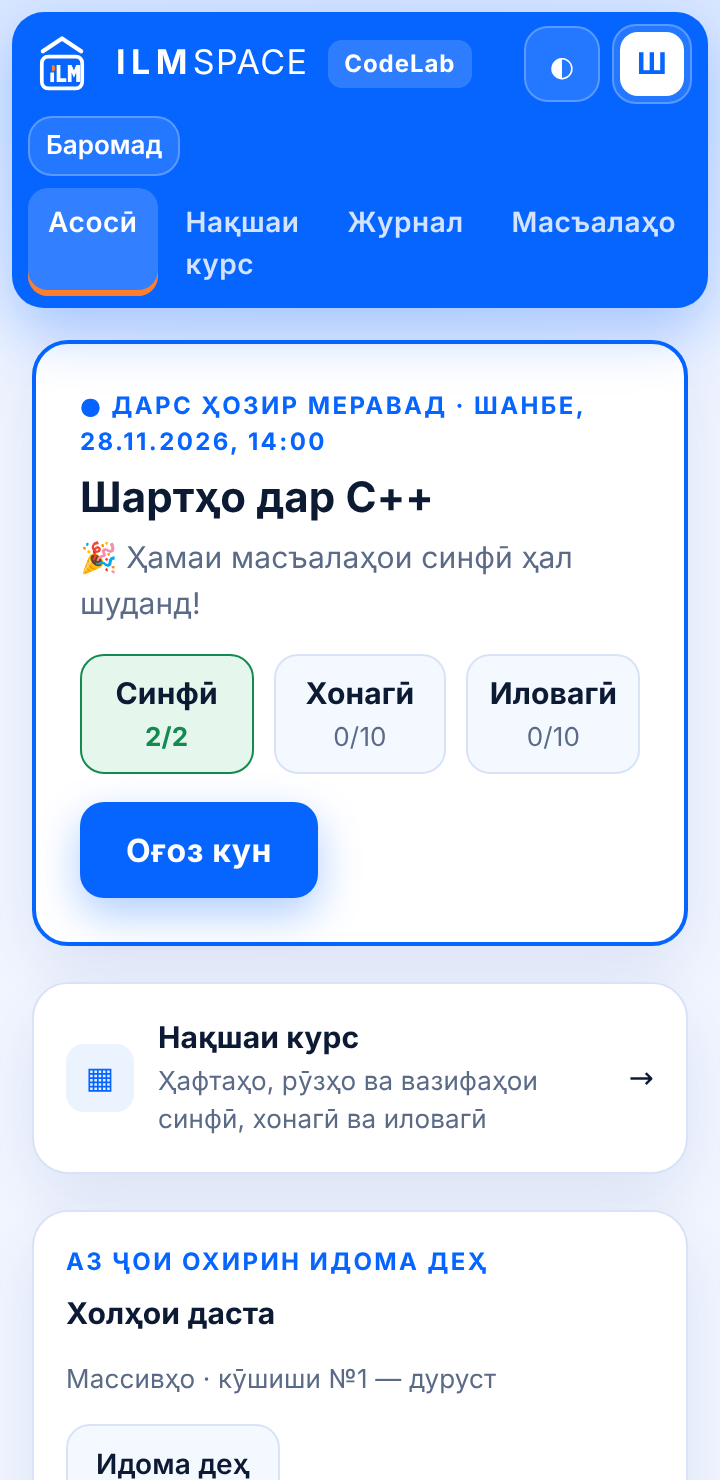 iLM ILMSPACE CodeLab ◐ Ш
Баромад
Асосӣ Нақшаи курс Журнал Масъалаҳо
● ДАРС ҲОЗИР МЕРАВАД · ШАНБЕ,
28.11.2026, 14:00
Шартҳо дар C++
🎉 Ҳамаи масъалаҳои синфӣ ҳал
шуданд!
Синфӣ Хонагӣ Иловагӣ
2/2 0/10 0/10
Оғоз кун
Нақшаи курс
Ҳафтаҳо, рӯзҳо ва вазифаҳои
синфӣ, хонагӣ ва иловагӣ
→
АЗ ҶОИ ОХИРИН ИДОМА ДЕҲ
Холҳои даста
Массивҳо · кӯшиши №1 — дуруст
Идома деҳ